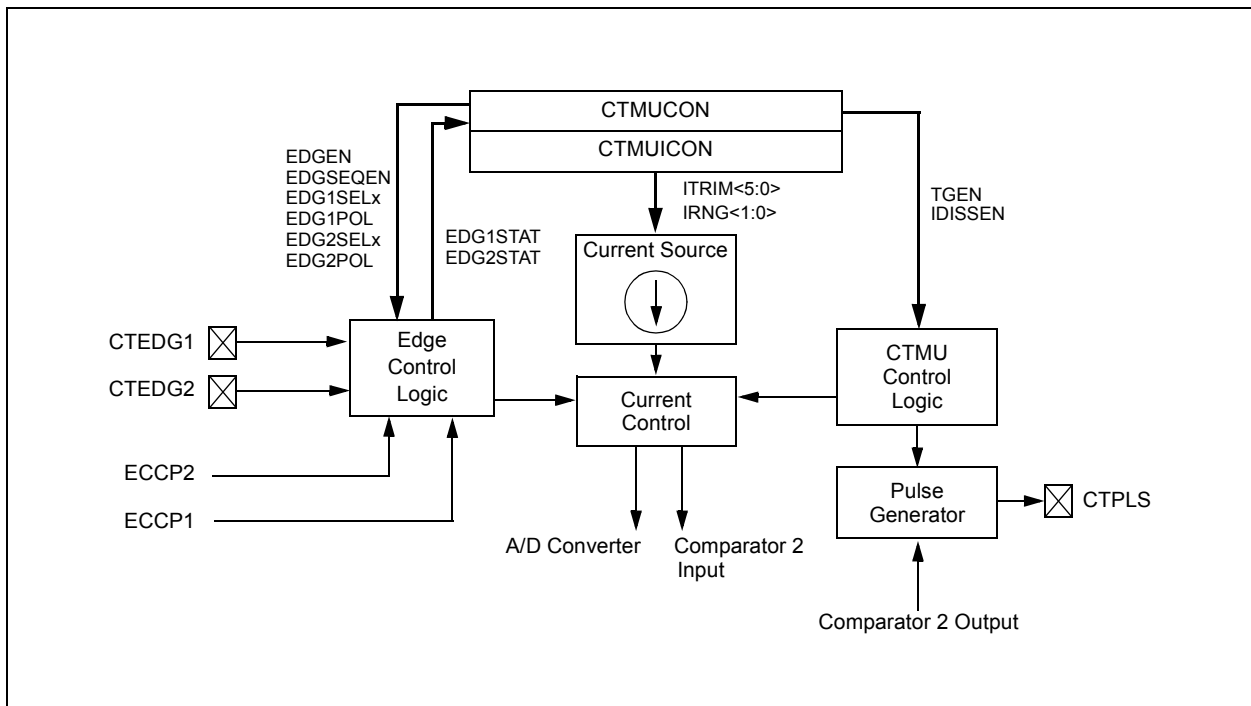 CTMUCON
CTMUICON
EDGEN
EDGSEQEN
EDG1SELx
EDG1POL
EDG2SELx
EDG2POL
EDG1STAT
EDG2STAT
ITRIM<5:0>
IRNG<1:0>
TGEN
IDISSEN
Current Source
CTEDG1
CTEDG2
Edge
Control
Logic
Current
Control
CTMU
Control
Logic
ECCP2
ECCP1
Pulse
Generator
CTPLS
A/D Converter
Comparator 2
Input
Comparator 2 Output